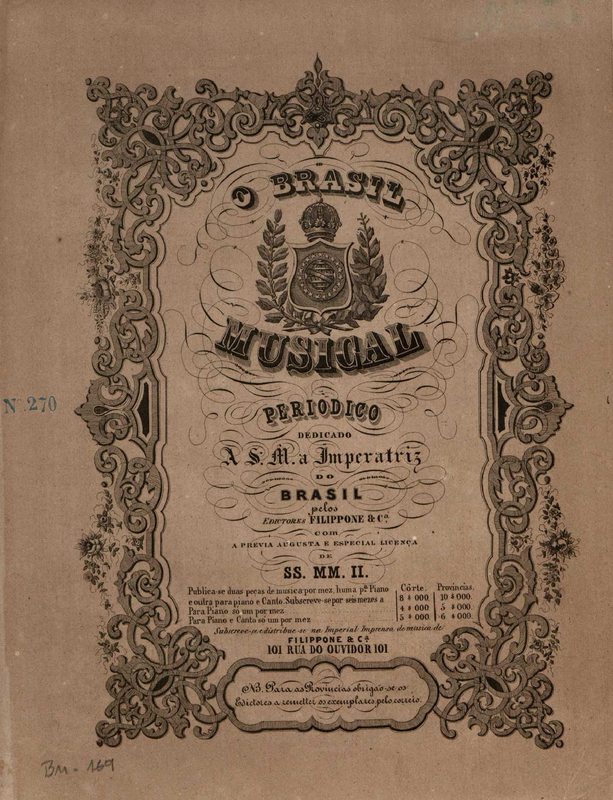 O BRASIL
MUSICAL
PERIODICO
DEDICADO
A S. M. a Imperatriz
DO
BRASIL
pelos
EDICTORES FILIPPONE & Cª
com
A PREVIA AUGUSTA E ESPECIAL LICENÇA
DE
SS. MM. II.
Publica-se duas peças de musica por mez, huma pª Piano
e outra para piano e Canto. Subscreve-se por seis mezes a
Para Piano só um por mez
Para Piano e Canto só um por mez
Côrte. Provincias.
8 $ 000 10 $ 000
4 $ 000 5 $ 000
5 $ 000 6 $ 000
Subscreve-se e distribue-se na Imperial Imprensa de musica de
FILIPPONE & Cª
101 RUA DO OUVIDOR 101
NB. Para as Provincias obrigão-se os
Edictores a remetter os exemplares pelo correio.
Nº 270
BM-169